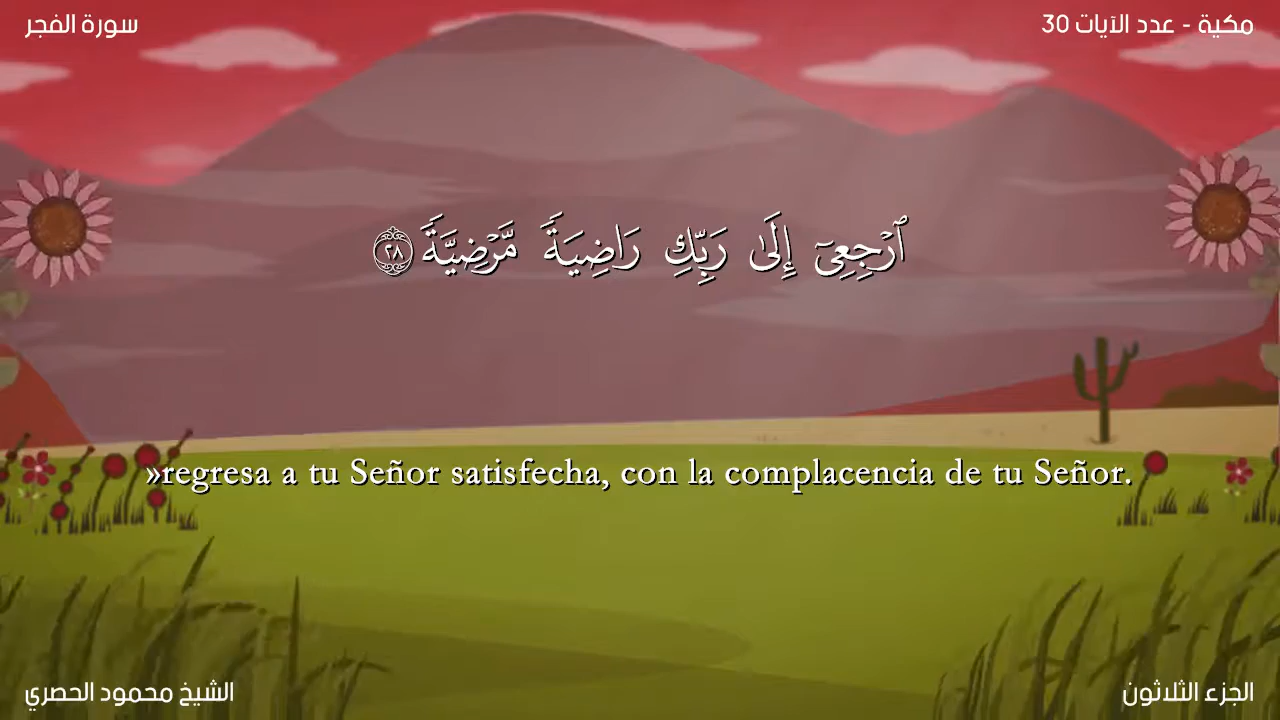 سورة الفجر
مكية - عدد الآيات 30
ٱرْجِعِىٓ إِلَىٰ رَبِّكِ رَاضِيَةً مَّرْضِيَّةً ٢٨
»regresa a tu Señor satisfecha, con la complacencia de tu Señor.
الشيخ محمود الحصري
الجزء الثلاثون